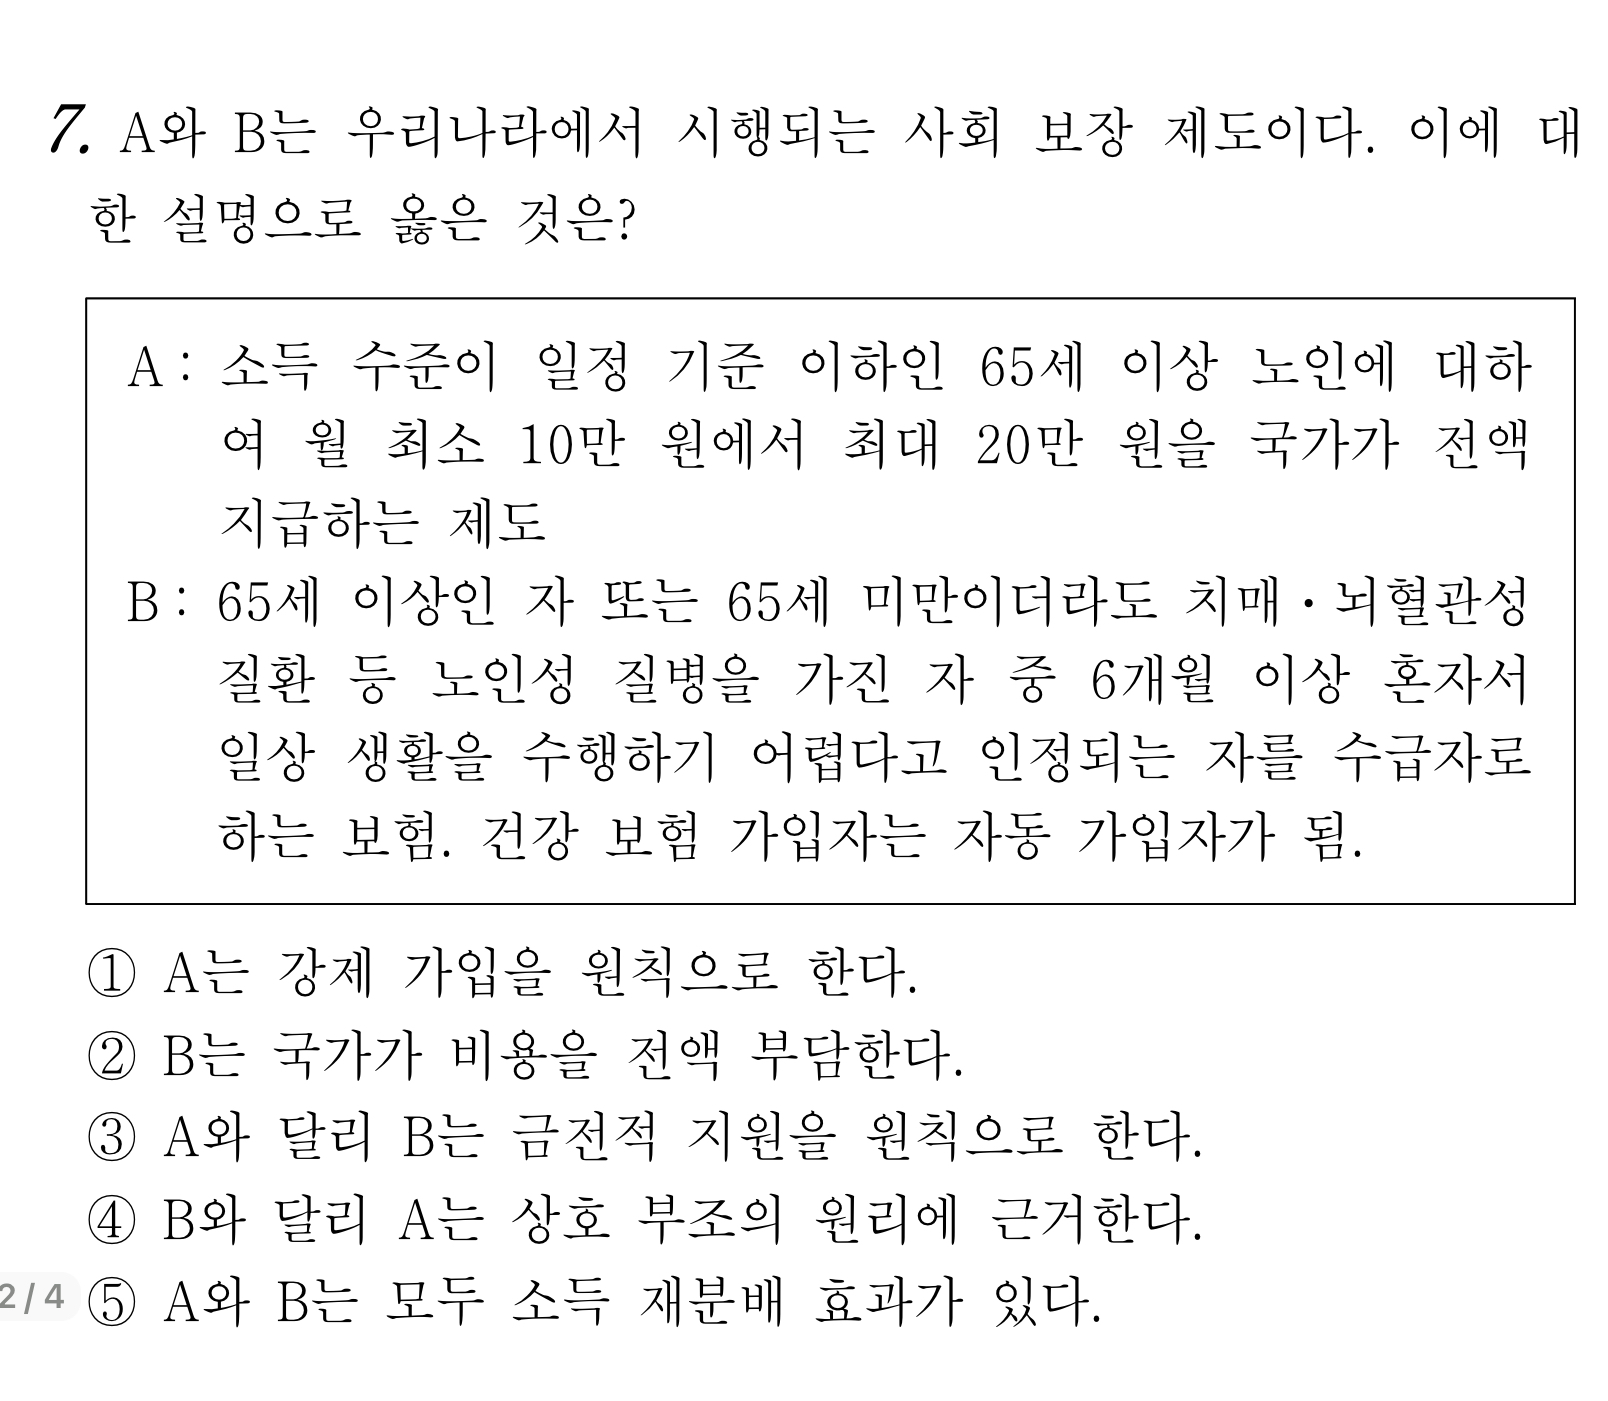 7. A와 B는 우리나라에서 시행되는 사회 보장 제도이다. 이에 대
한 설명으로 옳은 것은?
A : 소득 수준이 일정 기준 이하인 65세 이상 노인에 대하
여 월 최소 10만 원에서 최대 20만 원을 국가가 전액
지급하는 제도
B : 65세 이상인 자 또는 65세 미만이더라도 치매·뇌혈관성
질환 등 노인성 질병을 가진 자 중 6개월 이상 혼자서
일상 생활을 수행하기 어렵다고 인정되는 자를 수급자로
하는 보험. 건강 보험 가입자는 자동 가입자가 됨.
① A는 강제 가입을 원칙으로 한다.
② B는 국가가 비용을 전액 부담한다.
③ A와 달리 B는 금전적 지원을 원칙으로 한다.
④ B와 달리 A는 상호 부조의 원리에 근거한다.
2 / 4
⑤ A와 B는 모두 소득 재분배 효과가 있다.